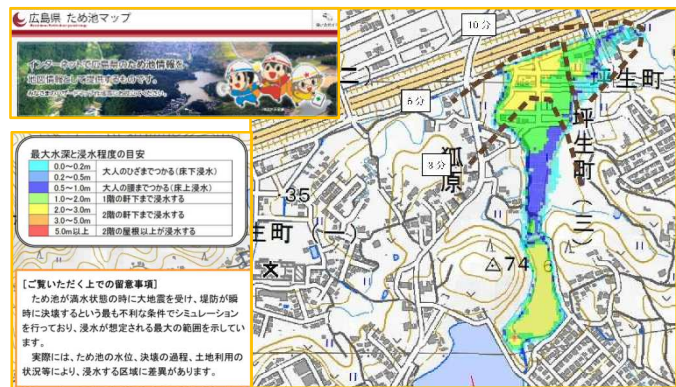 広島県 ため池マップ
インターネットで広島県のため池情報を
地図情報として提供するものです。
最大水深と浸水程度の目安
0.0～0.2m 大人のひざまでつかる(床下浸水)
0.2～0.5m
0.5～1.0m 大人の腰までつかる(床上浸水)
1.0～2.0m 1階の軒下まで浸水する
2.0～3.0m 2階の軒下まで浸水する
3.0～5.0m
5.0m以上 2階の屋根以上が浸水する
[ご覧いただく上での留意事項]
ため池が満水状態の時に大地震を受け、堤防が瞬
時に決壊するという最も不利な条件でシミュレーション
を行っており、浸水が想定される最大の範囲を示してい
ます。
実際には、ため池の水位、決壊の過程、土地利用の
状況等により、浸水する区域に差異があります。
10分
坪生町
6分
坪生町(三)
3分
狐原
35
生町(一)
文
74